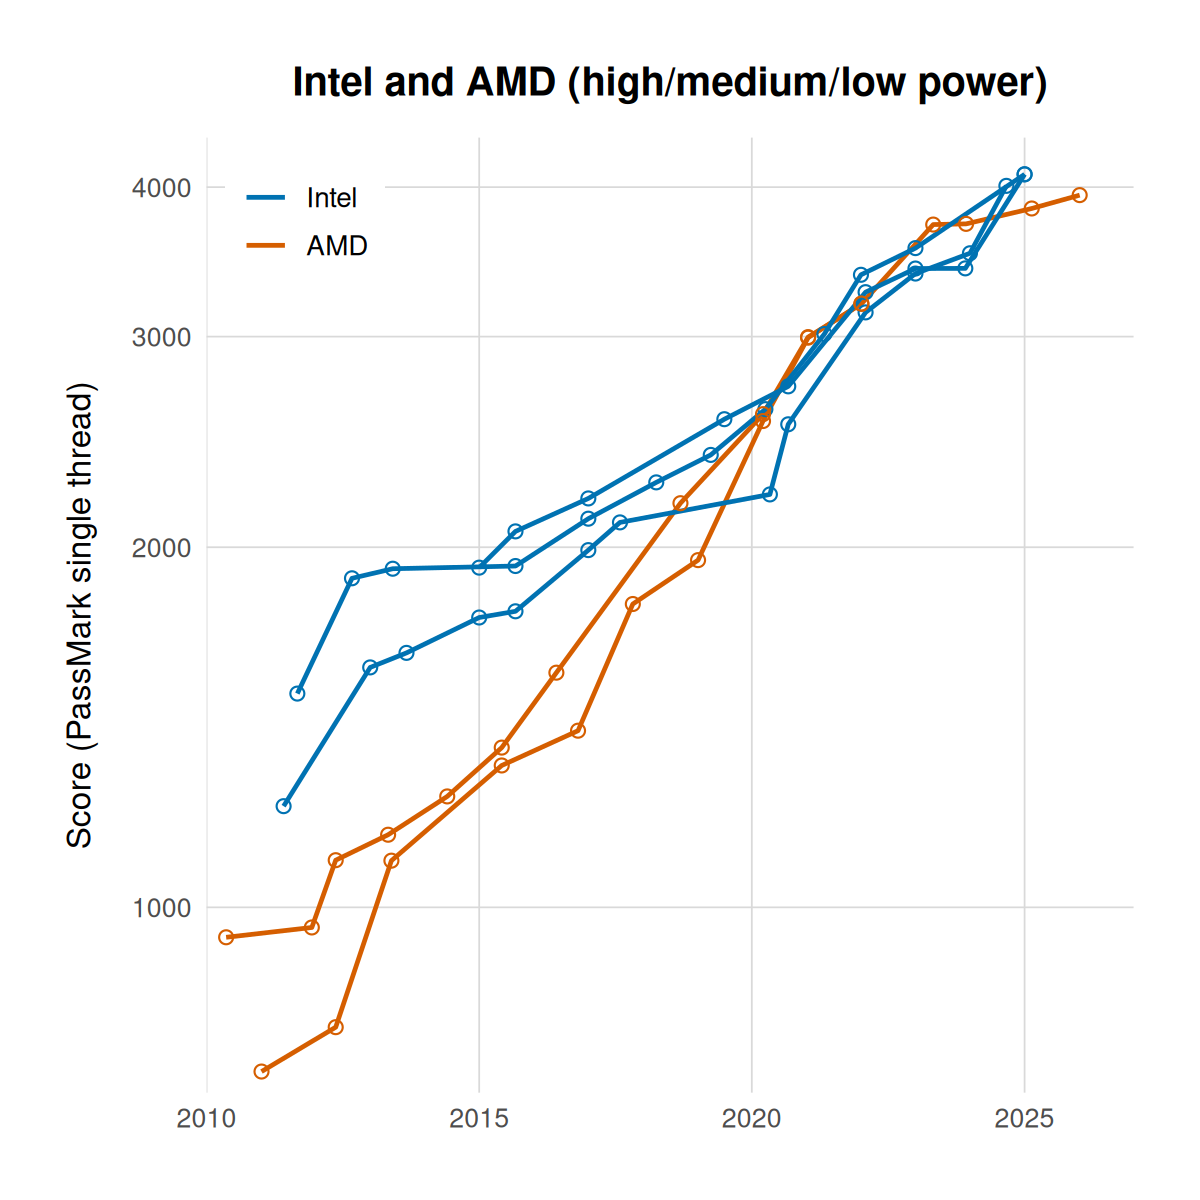 Intel and AMD (high/medium/low power)
Intel
AMD
Score (PassMark single thread)
4000
3000
2000
1000
2010
2015
2020
2025